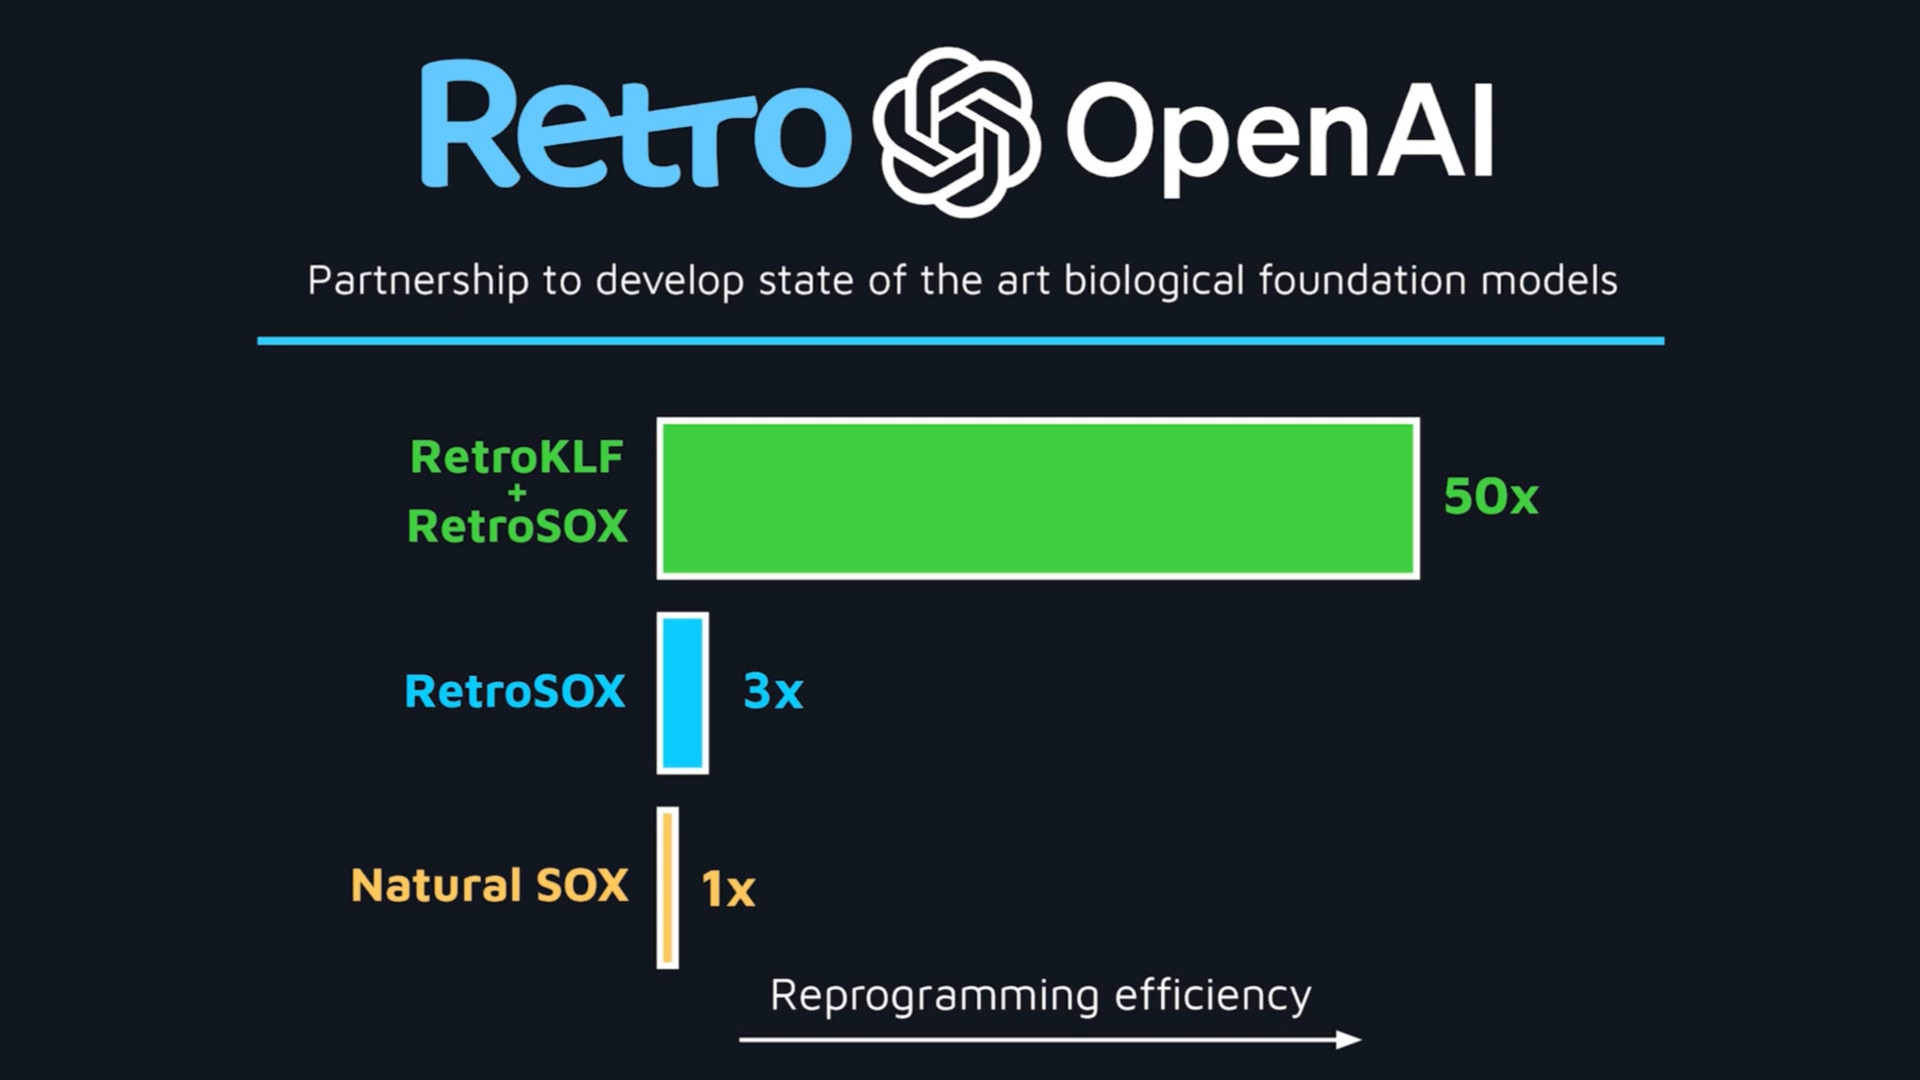 Retro OpenAI
Partnership to develop state of the art biological foundation models
RetroKLF
+
RetroSOX
50x
RetroSOX
3x
Natural SOX
1x
Reprogramming efficiency